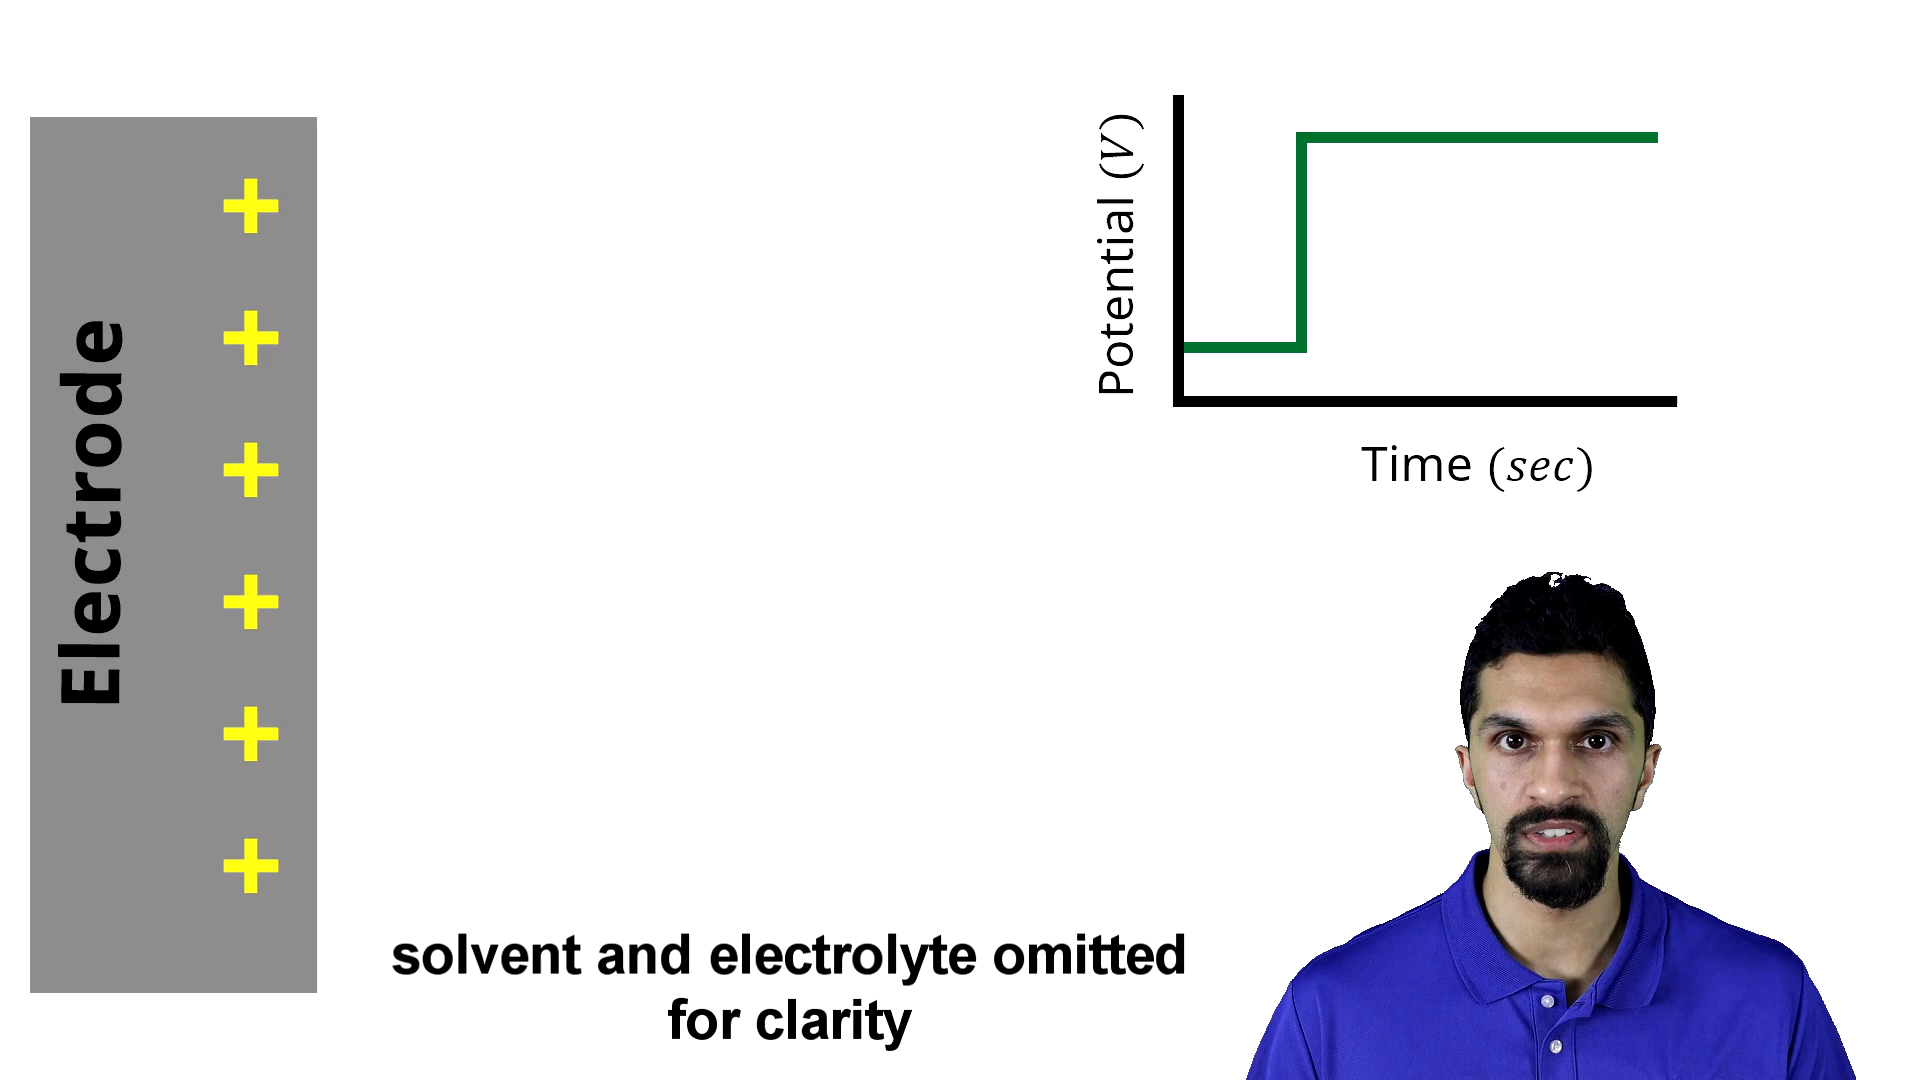 Electrode
+
+
+
+
+
+
Potential (V)
Time (sec)
solvent and electrolyte omitted
for clarity